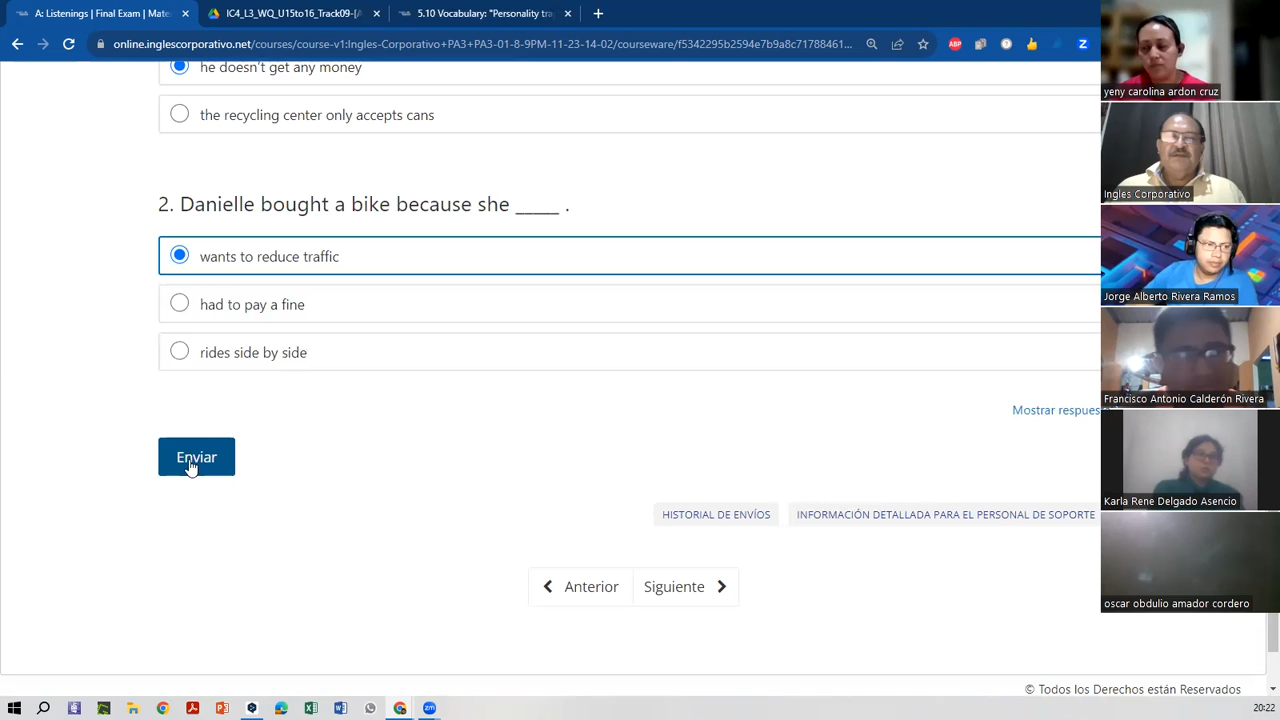 A: Listenings | Final Exam | Mate
IC4_L3_WQ_U15to16_Track09-[A
5.10 Vocabulary: "Personality tra
online.inglescorporativo.net/courses/course-v1:Ingles-Corporativo+PA3+PA3-01-8-9PM-11-23-14-02/courseware/f5342295b2594e7b9a8c71788461...
ABP
he doesn't get any money
the recycling center only accepts cans
2. Danielle bought a bike because she _____ .
wants to reduce traffic
had to pay a fine
rides side by side
Mostrar respues
Enviar
HISTORIAL DE ENVÍOS
INFORMACIÓN DETALLADA PARA EL PERSONAL DE SOPORTE
Anterior
Siguiente
© Todos los Derechos están Reservados
yeny carolina ardon cruz
Ingles Corporativo
Jorge Alberto Rivera Ramos
Francisco Antonio Calderón Rivera
Karla Rene Delgado Asencio
oscar obdulio amador cordero
zm
20:22